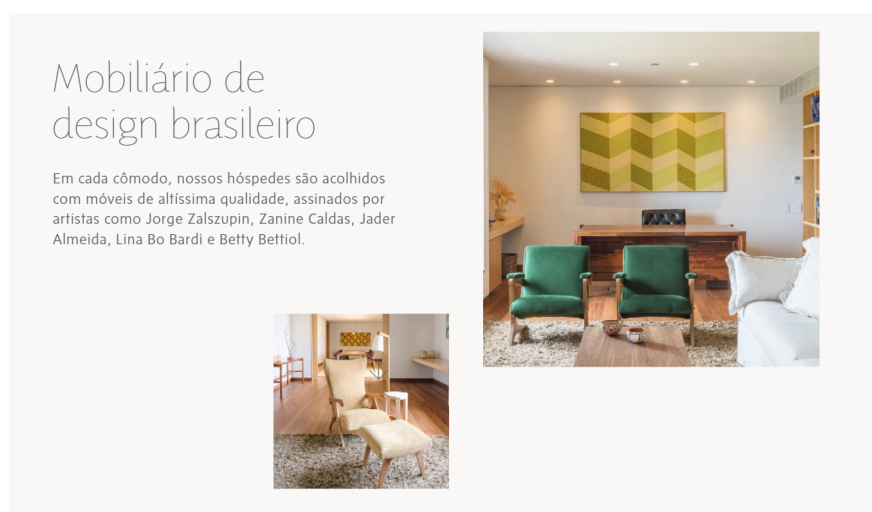 Mobiliário de
design brasileiro
Em cada cômodo, nossos hóspedes são acolhidos
com móveis de altíssima qualidade, assinados por
artistas como Jorge Zalszupin, Zanine Caldas, Jader
Almeida, Lina Bo Bardi e Betty Bettiol.